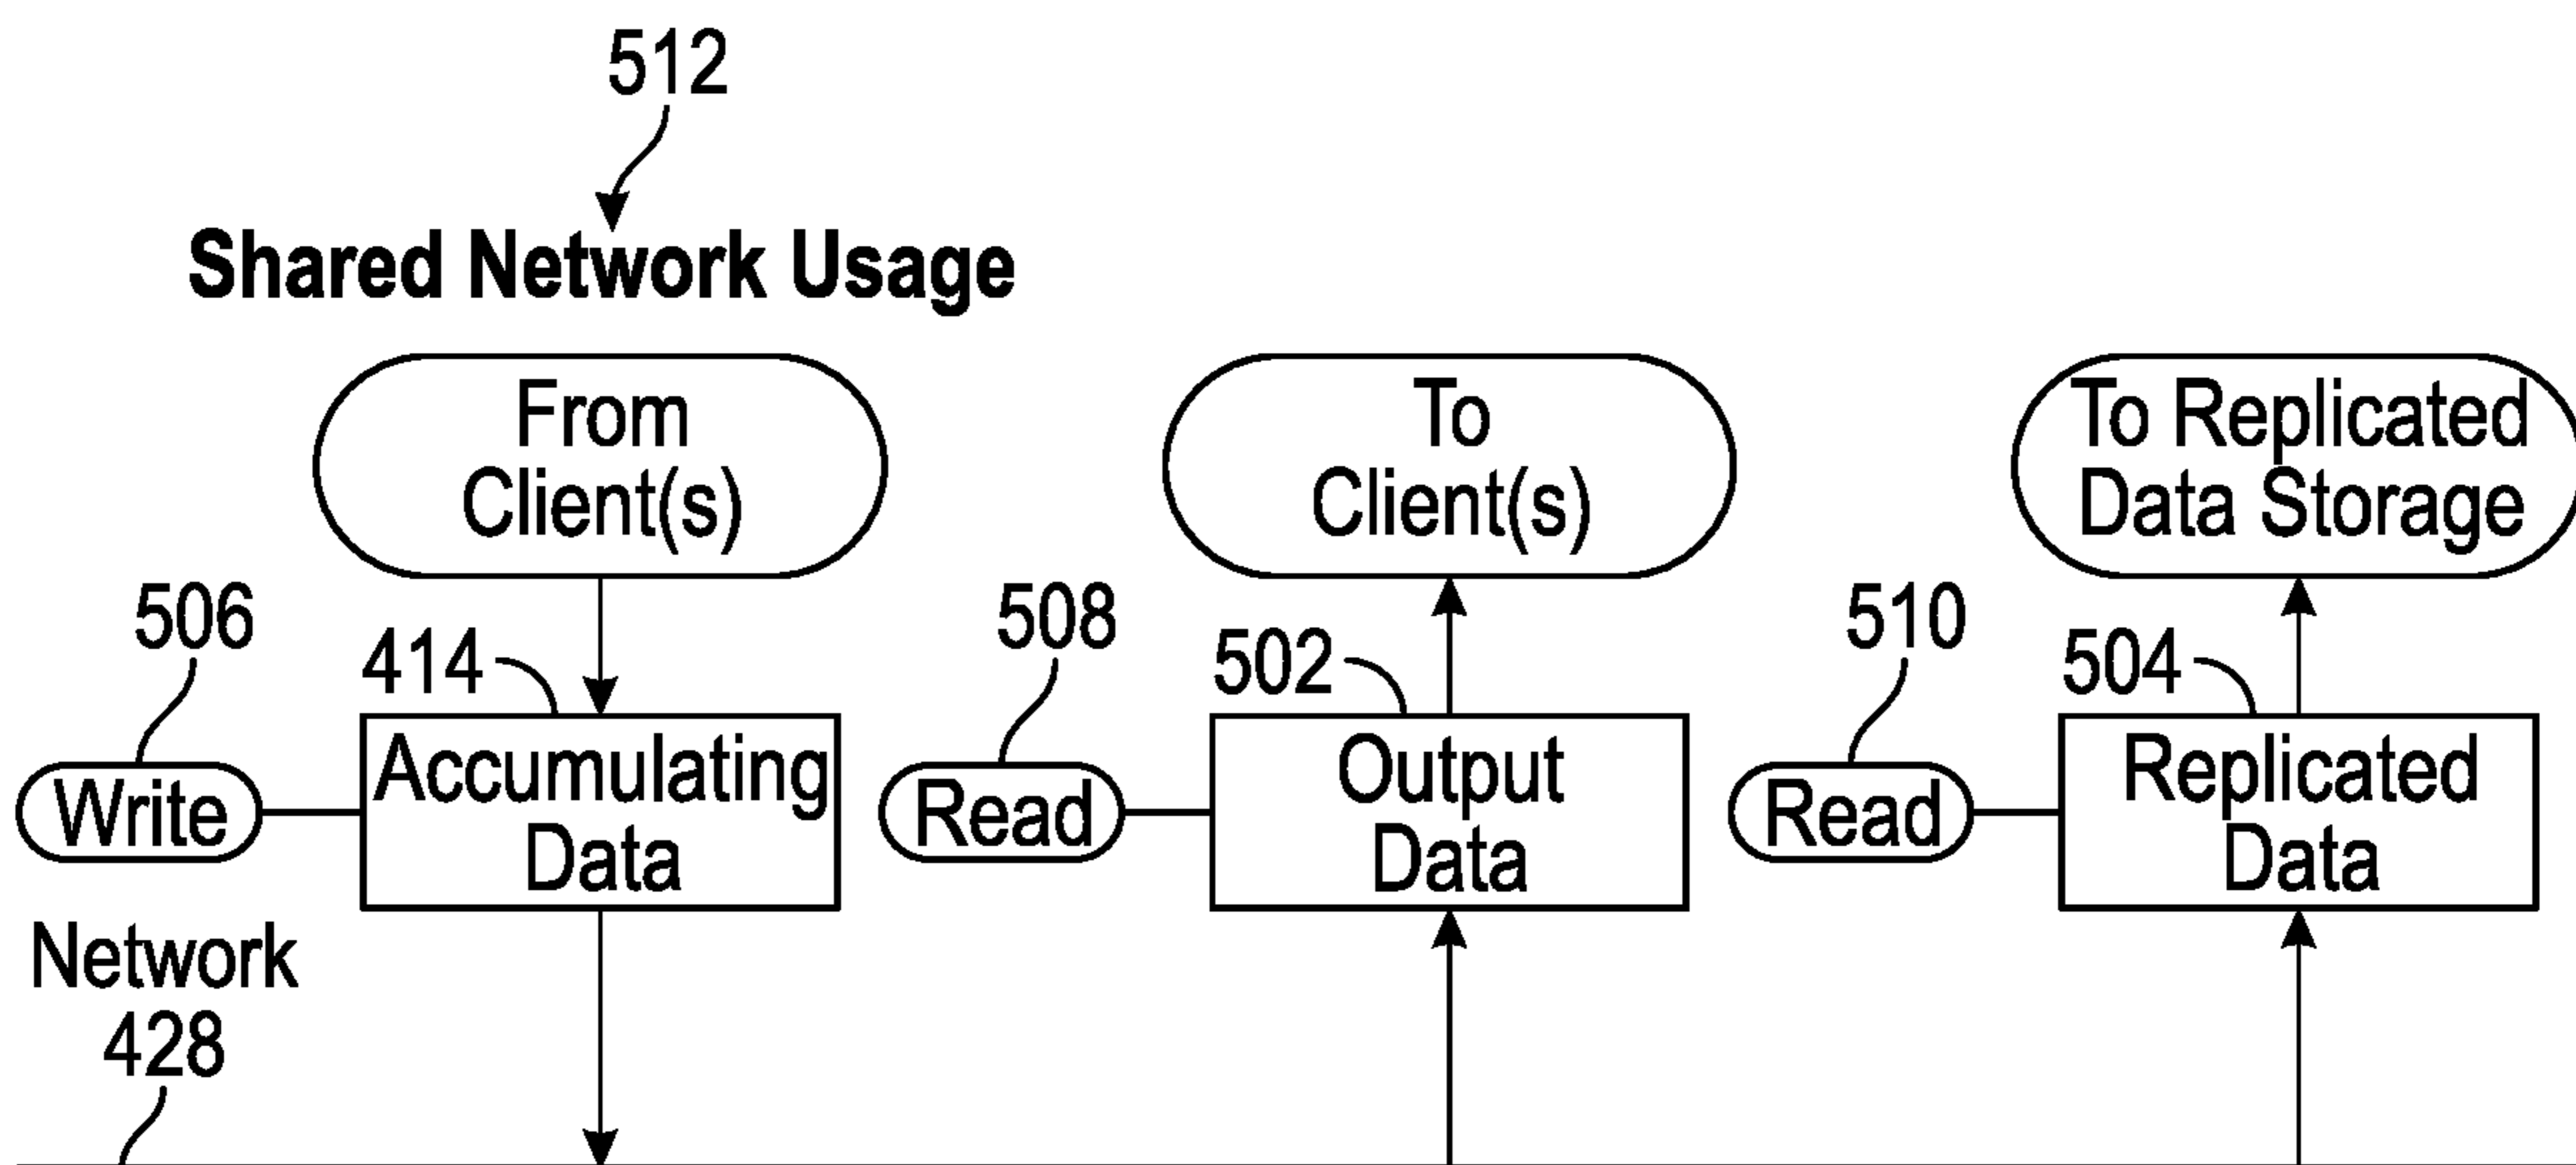 512
Shared Network Usage
From
Client(s)
To
Client(s)
To Replicated
Data Storage
506
414
508
502
510
504
Write
Accumulating
Data
Read
Output
Data
Read
Replicated
Data
Network
428